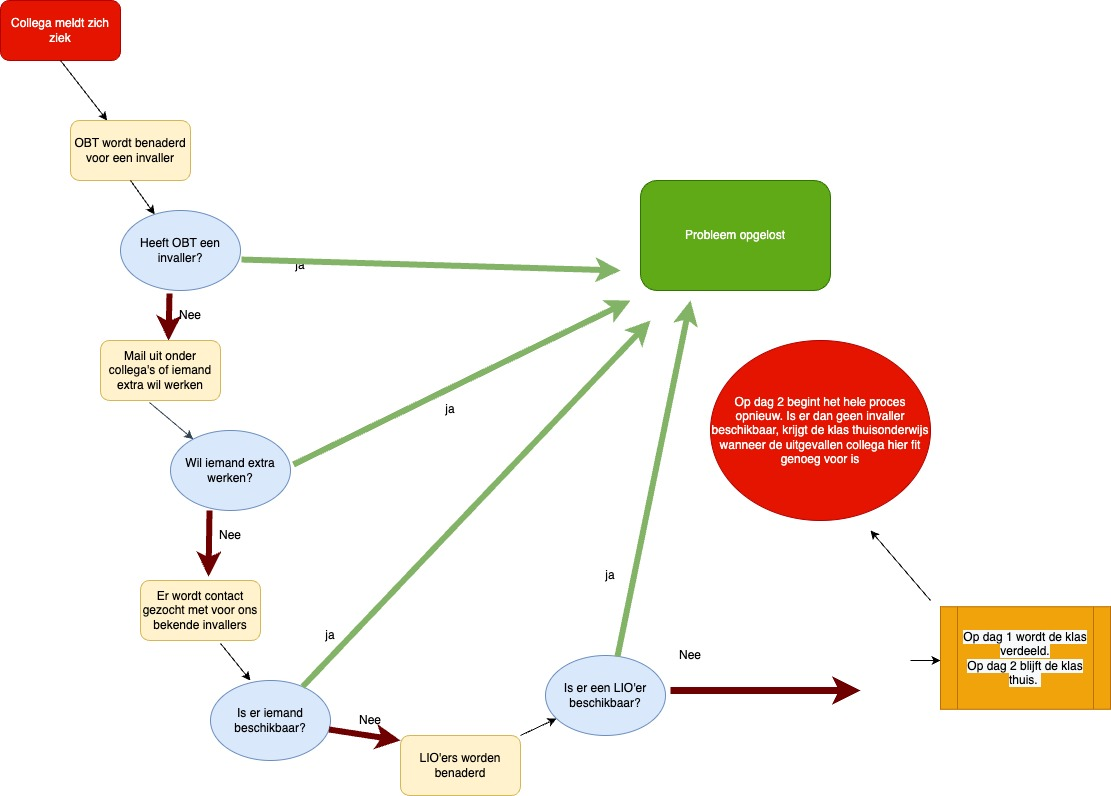 Collega meldt zich
ziek
OBT wordt benaderd
voor een invaller
Heeft OBT een
invaller?
ja
Probleem opgelost
Nee
Mail uit onder
collega's of iemand
extra wil werken
ja
Wil iemand extra
werken?
Op dag 2 begint het hele proces
opnieuw. Is er dan geen invaller
beschikbaar, krijgt de klas thuisonderwijs
wanneer de uitgevallen collega hier fit
genoeg voor is
Nee
Er wordt contact
gezocht met voor ons
bekende invallers
ja
ja
Is er iemand
beschikbaar?
Nee
LIO'ers worden
benaderd
Is er een LIO'er
beschikbaar?
Nee
Op dag 1 wordt de klas
verdeeld.
Op dag 2 blijft de klas
thuis.